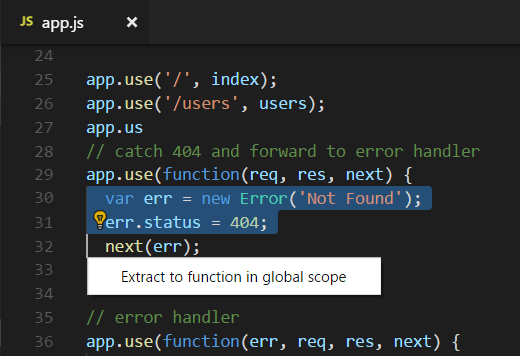 JS app.js ×
24
25 app.use('/', index);
26 app.use('/users', users);
27 app.us
28 // catch 404 and forward to error handler
29 app.use(function(req, res, next) {
30 var err = new Error('Not Found');
31 err.status = 404;
32 next(err);
33 Extract to function in global scope
34
35 // error handler
36 app.use(function(err, req, res, next) {